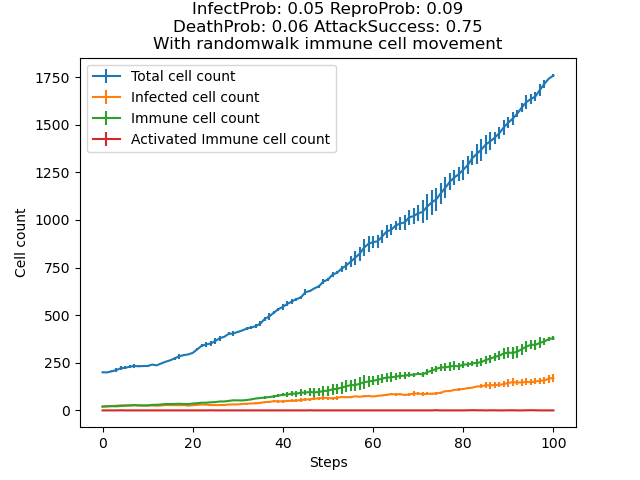 InfectProb: 0.05 ReproProb: 0.09
DeathProb: 0.06 AttackSuccess: 0.75
With randomwalk immune cell movement
Total cell count
Infected cell count
Immune cell count
Activated Immune cell count
Cell count
1750
1500
1250
1000
750
500
250
0
0 20 40 60 80 100
Steps